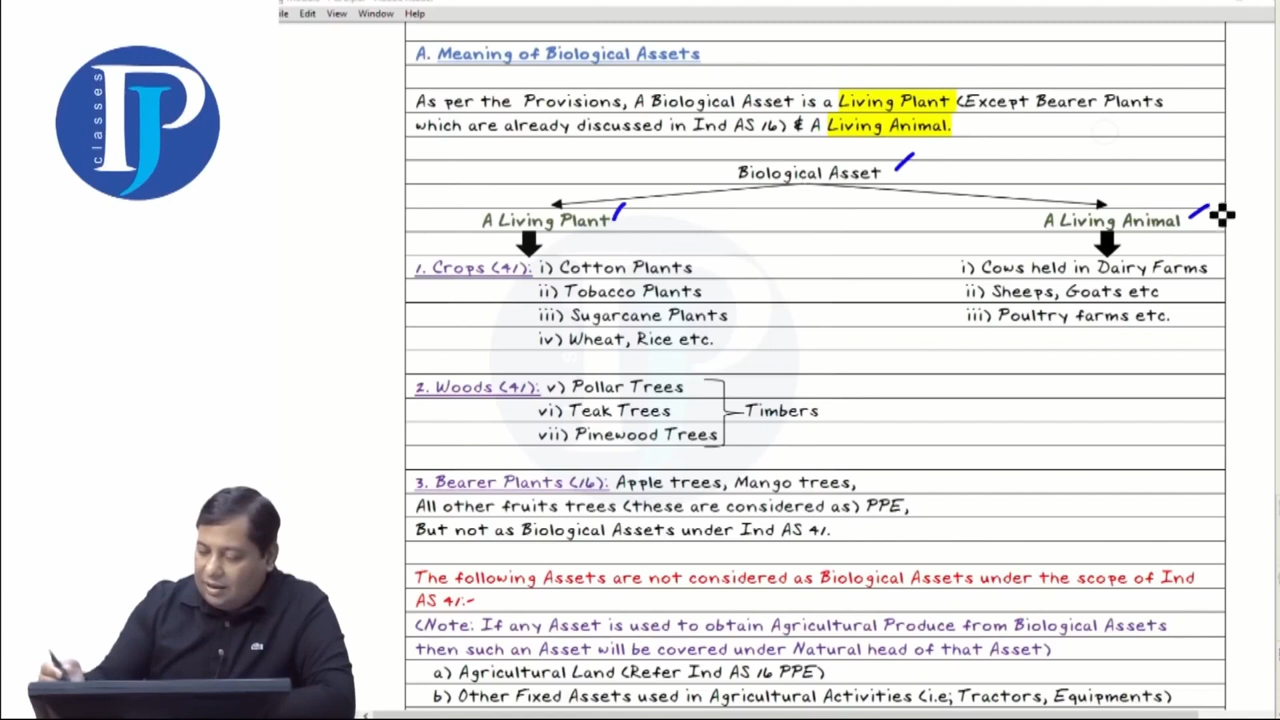 Edit View Window Help
classes
PJ
A. Meaning of Biological Assets
As per the Provisions, A Biological Asset is a Living Plant (Except Bearer Plants
which are already discussed in Ind AS 16) & A Living Animal.
Biological Asset
A Living Plant
A Living Animal
1. Crops (41): i) Cotton Plants
i) Cows held in Dairy Farms
ii) Tobacco Plants
ii) Sheeps, Goats etc
iii) Sugarcane Plants
iii) Poultry farms etc.
iv) Wheat, Rice etc.
2. Woods (41): v) Pollar Trees
vi) Teak Trees
Timbers
vii) Pinewood Trees
3. Bearer Plants (16): Apple trees, Mango trees,
All other fruits trees (these are considered as) PPE,
But not as Biological Assets under Ind AS 41.
The following Assets are not considered as Biological Assets under the scope of Ind
AS 41:-
(Note: If any Asset is used to obtain Agricultural Produce from Biological Assets
then such an Asset will be covered under Natural head of that Asset)
a) Agricultural Land (Refer Ind AS 16 PPE)
b) Other Fixed Assets used in Agricultural Activities (i.e; Tractors, Equipments)